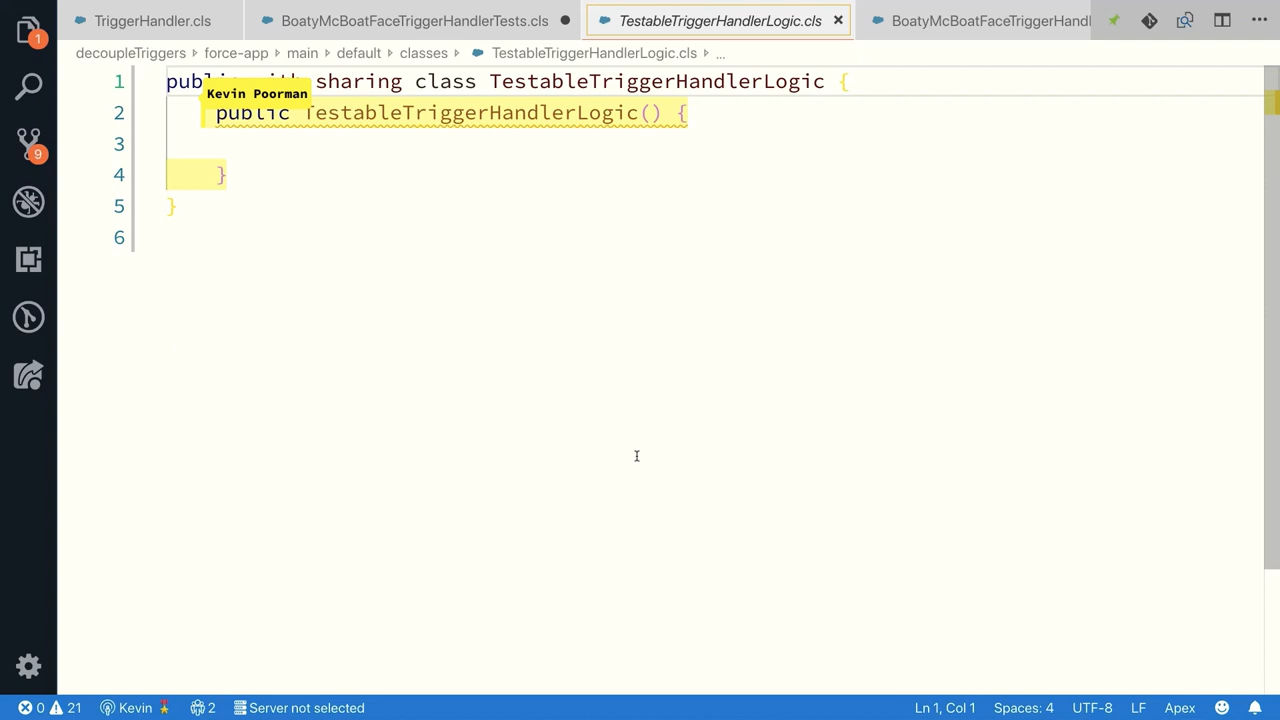 TriggerHandler.cls
BoatyMcBoatFaceTriggerHandlerTests.cls
TestableTriggerHandlerLogic.cls
BoatyMcBoatFaceTriggerHandl
decoupleTriggers
force-app
main
default
classes
TestableTriggerHandlerLogic.cls
...
1 public with sharing class TestableTriggerHandlerLogic {
Kevin Poorman
2 public TestableTriggerHandlerLogic() {
3
4 }
5 }
6
1
9
0 21 Kevin 2 Server not selected Ln 1, Col 1 Spaces: 4 UTF-8 LF Apex